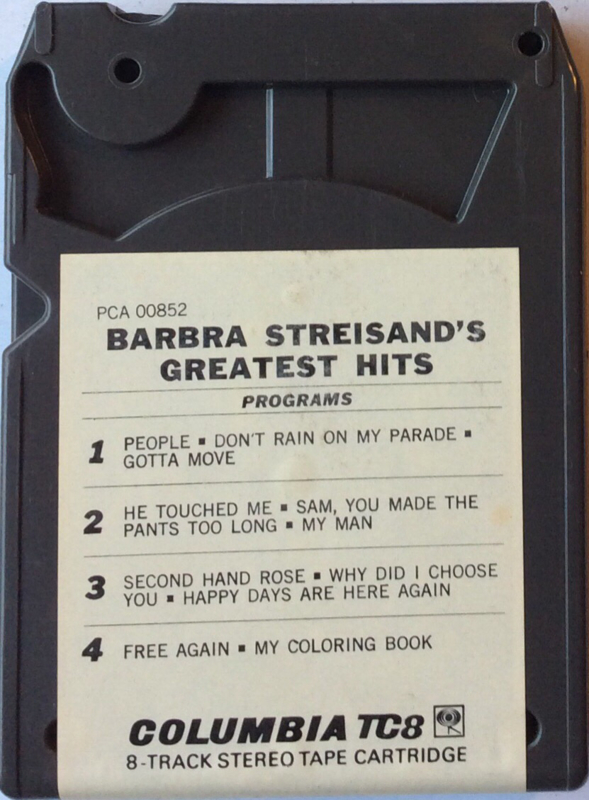 PCA 00852
BARBRA STREISAND'S
GREATEST HITS
PROGRAMS
1 PEOPLE ▪ DON'T RAIN ON MY PARADE ▪
GOTTA MOVE
2 HE TOUCHED ME ▪ SAM, YOU MADE THE
PANTS TOO LONG ▪ MY MAN
3 SECOND HAND ROSE ▪ WHY DID I CHOOSE
YOU ▪ HAPPY DAYS ARE HERE AGAIN
4 FREE AGAIN ▪ MY COLORING BOOK
COLUMBIA TC8
8-TRACK STEREO TAPE CARTRIDGE